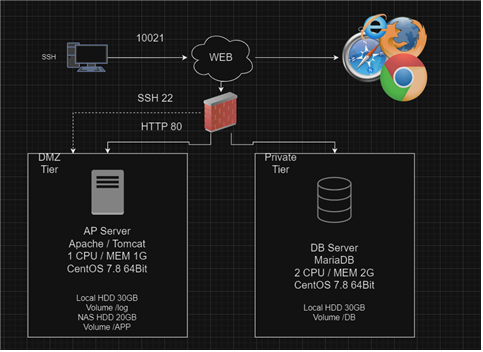 10021
SSH
WEB
SSH 22
HTTP 80
DMZ
Tier
AP Server
Apache / Tomcat
1 CPU / MEM 1G
CentOS 7.8 64Bit
Local HDD 30GB
Volume /log
NAS HDD 20GB
Volume /APP
Private
Tier
DB Server
MariaDB
2 CPU / MEM 2G
CentOS 7.8 64Bit
Local HDD 30GB
Volume /DB